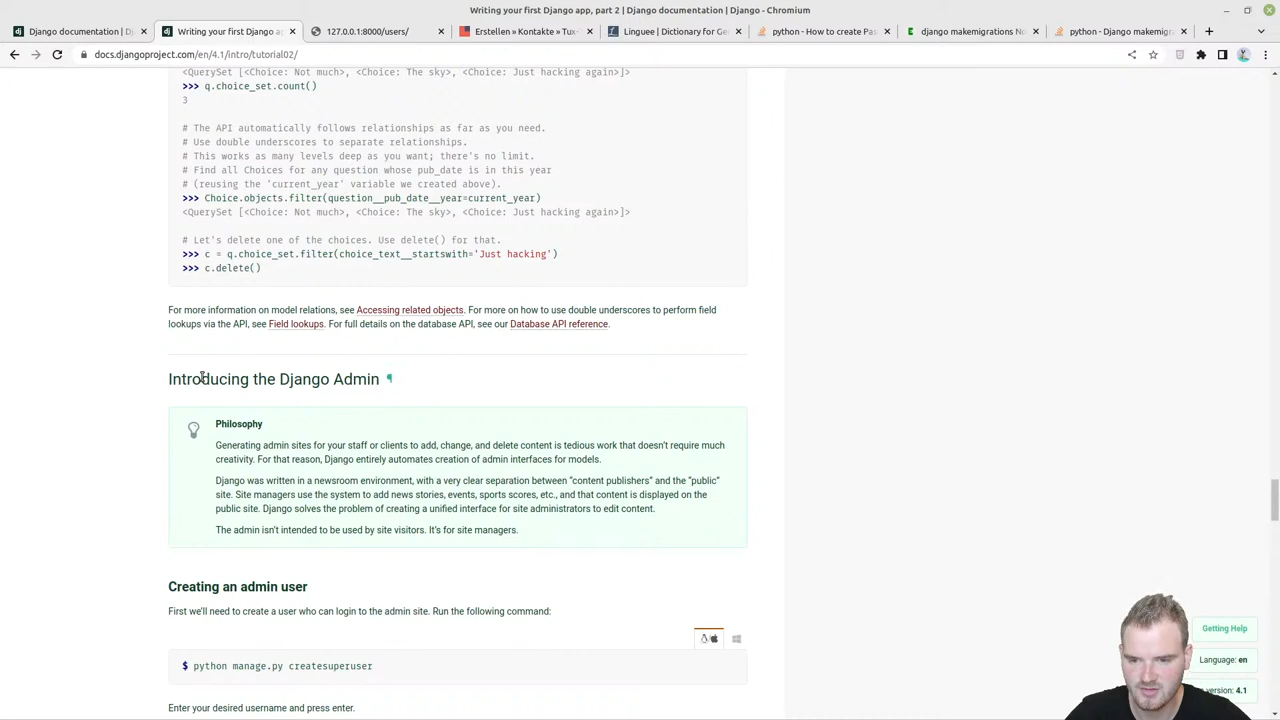 Writing your first Django app, part 2 | Django documentation | Django - Chromium
Django documentation | D
Writing your first Django a
127.0.0.1:8000/users/
Erstellen » Kontakte » Tux-
Linguee | Dictionary for Ge
python - How to create Pa
django makemigrations No
python - Django makemigr
docs.djangoproject.com/en/4.1/intro/tutorial02/
<QuerySet [<Choice: Not much>, <Choice: The sky>, <Choice: Just hacking again>]>
>>> q.choice_set.count()
3
# The API automatically follows relationships as far as you need.
# Use double underscores to separate relationships.
# This works as many levels deep as you want; there's no limit.
# Find all Choices for any question whose pub_date is in this year
# (reusing the 'current_year' variable we created above).
>>> Choice.objects.filter(question__pub_date__year=current_year)
<QuerySet [<Choice: Not much>, <Choice: The sky>, <Choice: Just hacking again>]>
# Let's delete one of the choices. Use delete() for that.
>>> c = q.choice_set.filter(choice_text__startswith='Just hacking')
>>> c.delete()
For more information on model relations, see Accessing related objects. For more on how to use double underscores to perform field
lookups via the API, see Field lookups. For full details on the database API, see our Database API reference.
Introducing the Django Admin ¶
Philosophy
Generating admin sites for your staff or clients to add, change, and delete content is tedious work that doesn't require much
creativity. For that reason, Django entirely automates creation of admin interfaces for models.
Django was written in a newsroom environment, with a very clear separation between "content publishers" and the "public"
site. Site managers use the system to add news stories, events, sports scores, etc., and that content is displayed on the
public site. Django solves the problem of creating a unified interface for site administrators to edit content.
The admin isn't intended to be used by site visitors. It's for site managers.
Creating an admin user
First we'll need to create a user who can login to the admin site. Run the following command:
$ python manage.py createsuperuser
Enter your desired username and press enter.
Getting Help
Language: en
version: 4.1